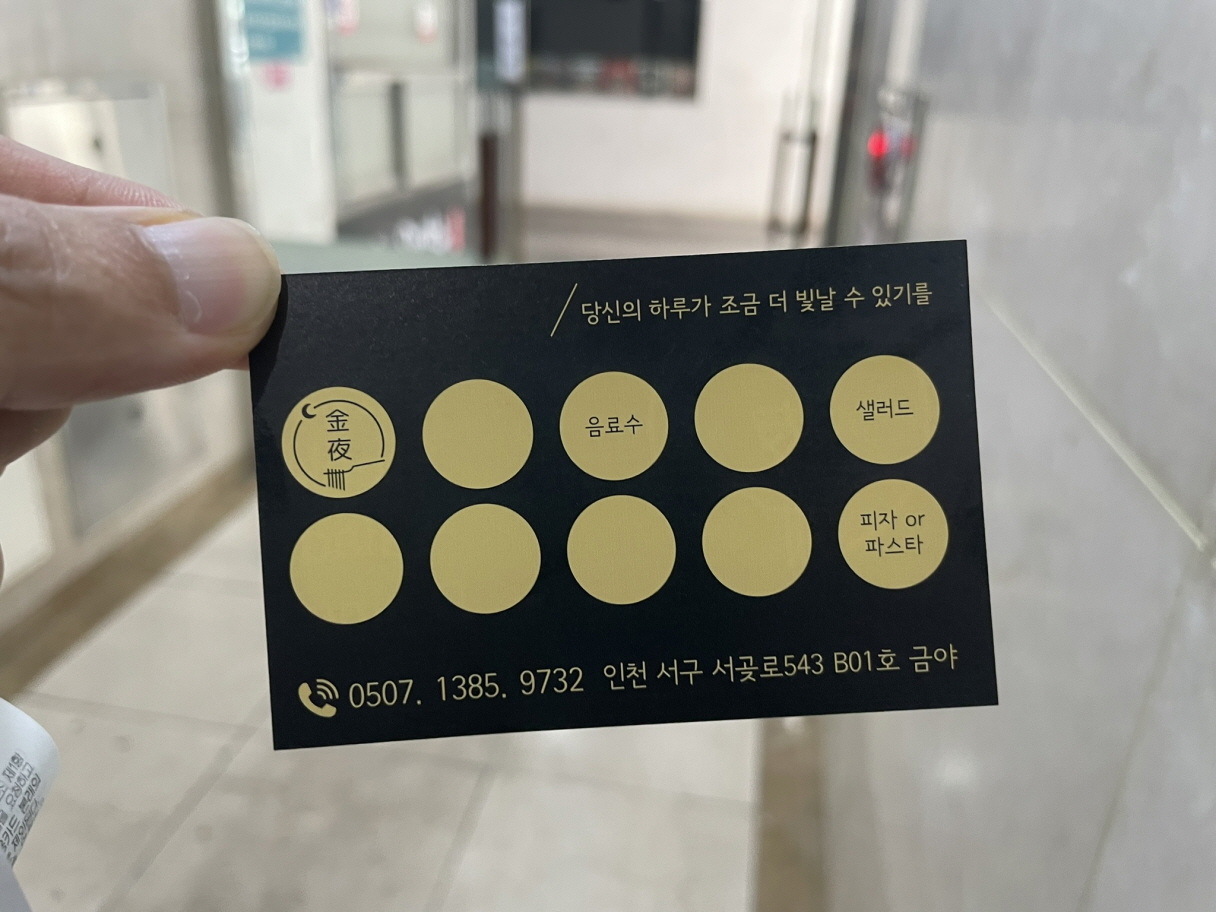 당신의 하루가 조금 더 빛날 수 있기를
金
夜
음료수
샐러드
피자 or
파스타
0507. 1385. 9732 인천 서구 서곶로543 B01호 금야